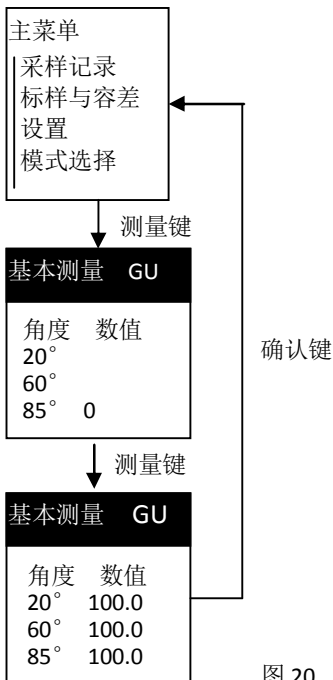 主菜单
采样记录
标样与容差
设置
模式选择
测量键
基本测量 GU
角度 数值
20°
60°
85° 0
确认键
测量键
基本测量 GU
角度 数值
20° 100.0
60° 100.0
85° 100.0
图 20